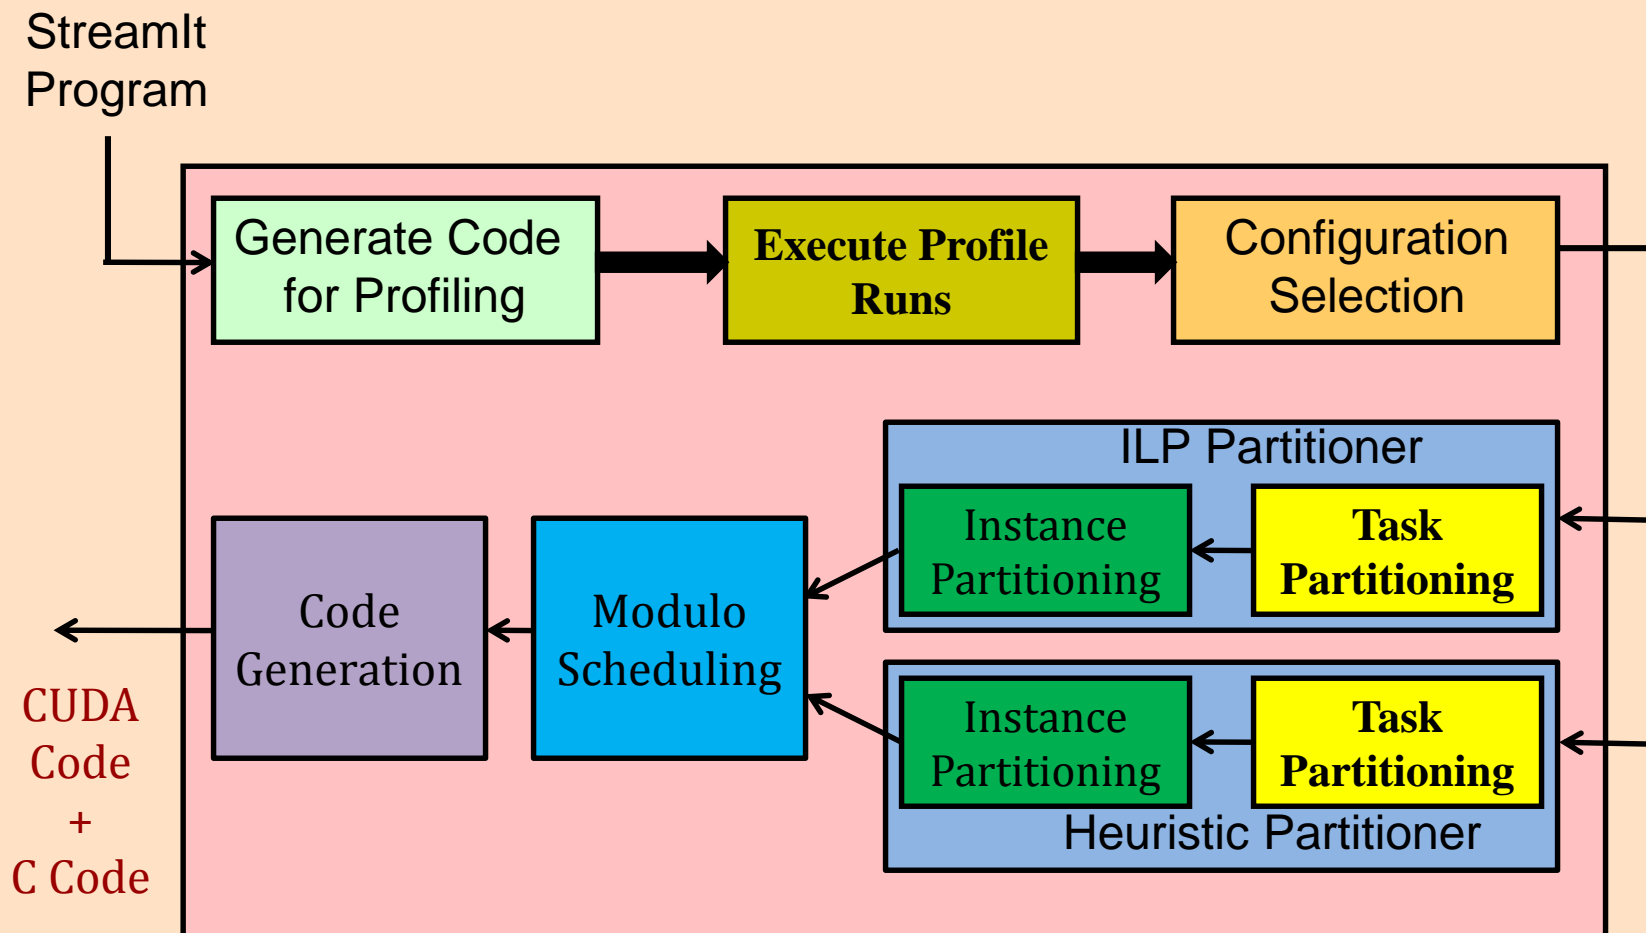 StreamIt
Program
Generate Code
for Profiling
Execute Profile
Runs
Configuration
Selection
ILP Partitioner
Instance
Partitioning
Task
Partitioning
Code
Generation
Modulo
Scheduling
Instance
Partitioning
Task
Partitioning
Heuristic Partitioner
CUDA
Code
+
C Code